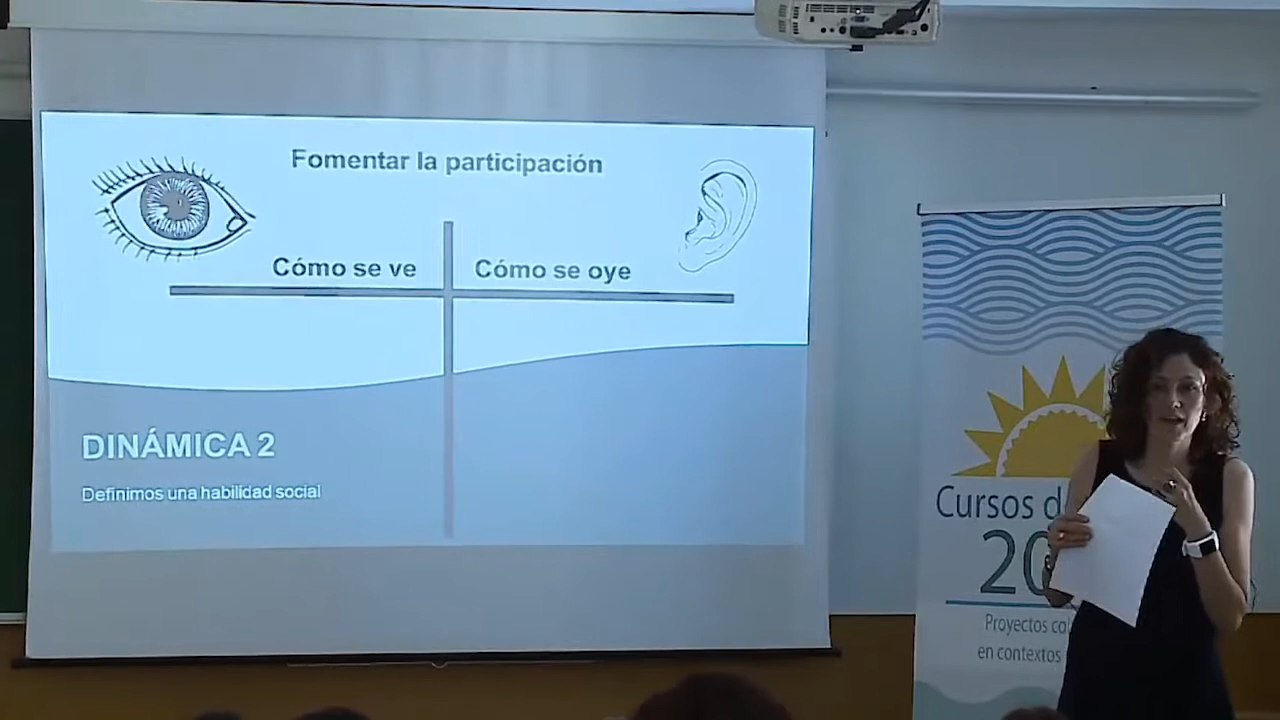 Fomentar la participación
Cómo se ve
Cómo se oye
DINÁMICA 2
Definimos una habilidad social
Cursos d
20
Proyectos
en contextos